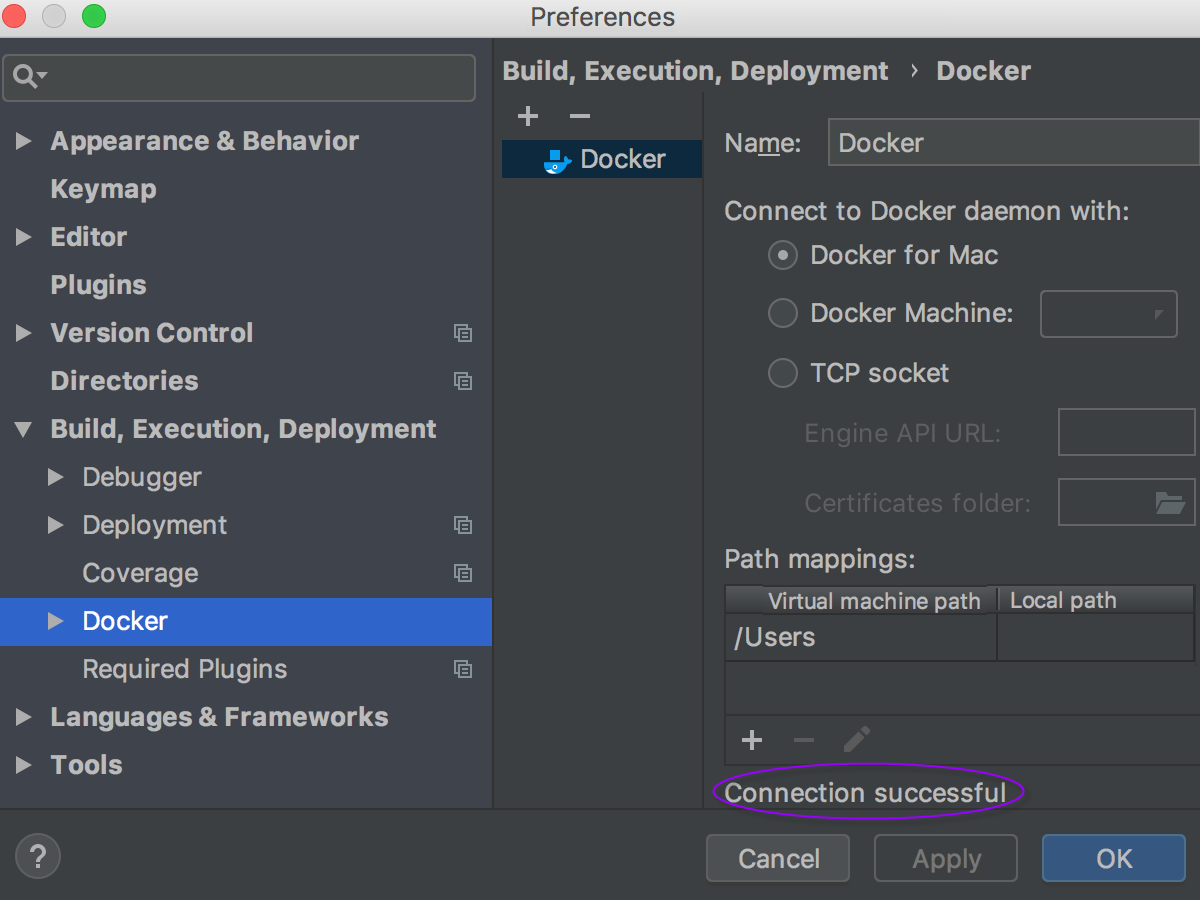 Preferences
Appearance & Behavior
Keymap
Editor
Plugins
Version Control
Directories
Build, Execution, Deployment
Debugger
Deployment
Coverage
Docker
Required Plugins
Languages & Frameworks
Tools
Build, Execution, Deployment › Docker
Docker
Name: Docker
Connect to Docker daemon with:
Docker for Mac
Docker Machine:
TCP socket
Engine API URL:
Certificates folder:
Path mappings:
Virtual machine path Local path
/Users
Connection successful
? Cancel Apply OK